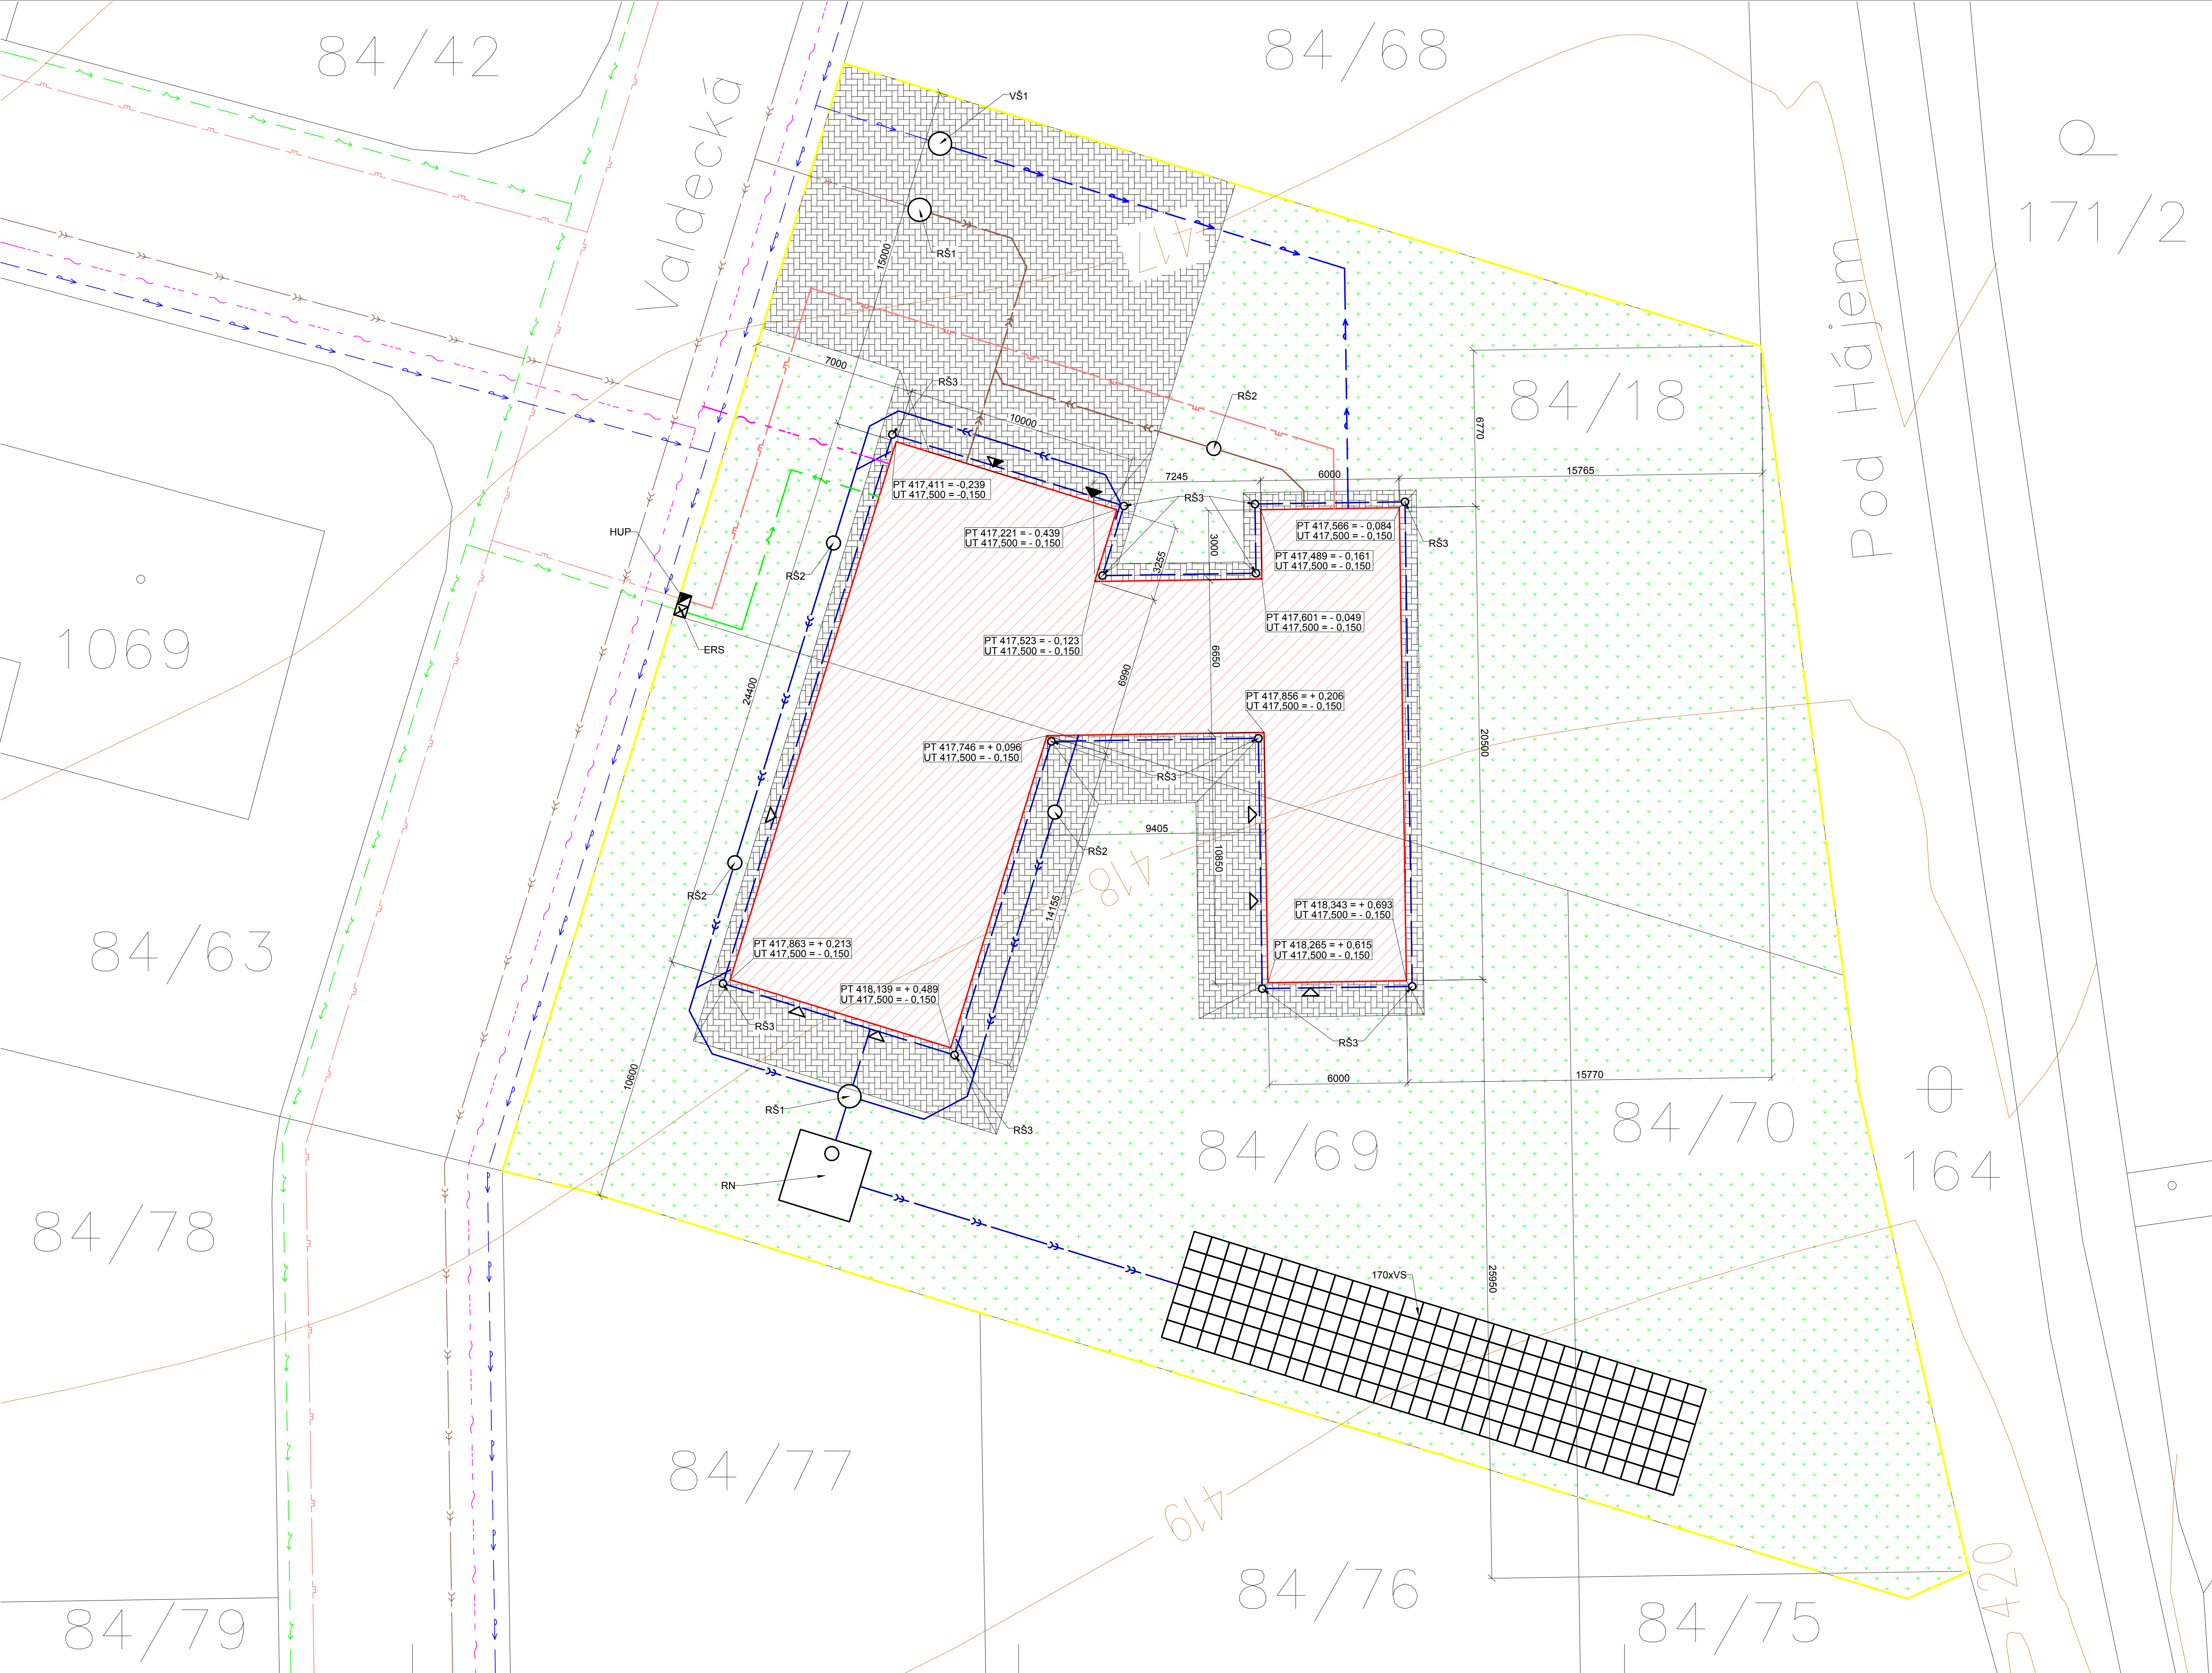 84/42
84/68
Valdecká
VŠ1
171/2
RŠ1
15000
417
Pod Hájem
7000
RŠ3
RŠ2
84/18
6770
10000
7245
6000
15765
PT 417,411 = -0,239
UT 417,500 = -0,150
RŠ3
PT 417,221 = - 0,439
UT 417,500 = - 0,150
PT 417,566 = - 0,084
UT 417,500 = - 0,150
HUP
RŠ3
3000
3255
PT 417,489 = - 0,161
UT 417,500 = - 0,150
RŠ2
1069
ERS
PT 417,601 = - 0,049
UT 417,500 = - 0,150
PT 417,523 = - 0,123
UT 417,500 = - 0,150
6650
6990
24400
PT 417,856 = + 0,206
UT 417,500 = - 0,150
PT 417,746 = + 0,096
UT 417,500 = - 0,150
20500
RŠ3
9405
RŠ2
10850
418
RŠ2
14155
PT 418,343 = + 0,693
UT 417,500 = - 0,150
84/63
PT 417,863 = + 0,213
UT 417,500 = - 0,150
PT 418,265 = + 0,615
UT 417,500 = - 0,150
PT 418,139 = + 0,489
UT 417,500 = - 0,150
RŠ3
RŠ3
10600
6000
15770
RŠ1
RŠ3
84/69
84/70
164
RN
84/78
170xVS
25950
84/77
419
84/76
84/75
420
84/79